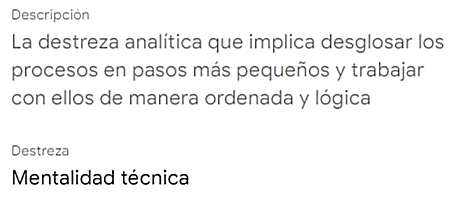 Descripción
La destreza analítica que implica desglosar los
procesos en pasos más pequeños y trabajar
con ellos de manera ordenada y lógica
Destreza
Mentalidad técnica